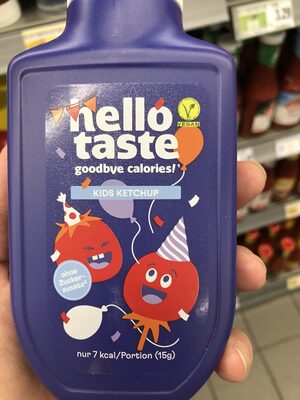 hello
taste
goodbye calories!
VEGAN
KIDS KETCHUP
ohne
Zucker-
zusatz
nur 7 kcal/Portion (15g)